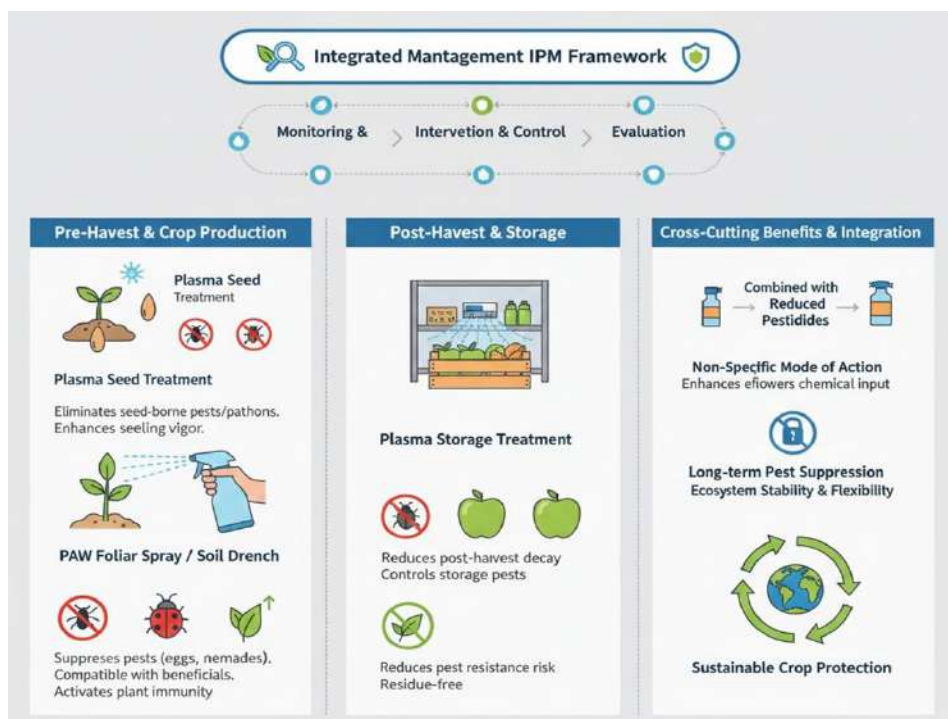 Integrated Mantagement IPM Framework
Monitoring &
Intervetion & Control
Evaluation
Pre-Havest & Crop Production
Plasma Seed
Treatment
Plasma Seed Treatment
Eliminates seed-borne pests/pathons.
Enhances seeling vigor.
PAW Foliar Spray / Soil Drench
Suppreses pests (eggs, nemades).
Compatible with beneficials.
Activates plant immunity
Post-Havest & Storage
Plasma Storage Treatment
Reduces post-harvest decay
Controls storage pests
Reduces pest resistance risk
Residue-free
Cross-Cutting Benefits & Integration
Combined with
Reduced
Pestidides
Non-Specific Mode of Action
Enhances efiowers chemical input
Long-term Pest Suppression
Ecosystem Stability & Flexibility
Sustainable Crop Protection